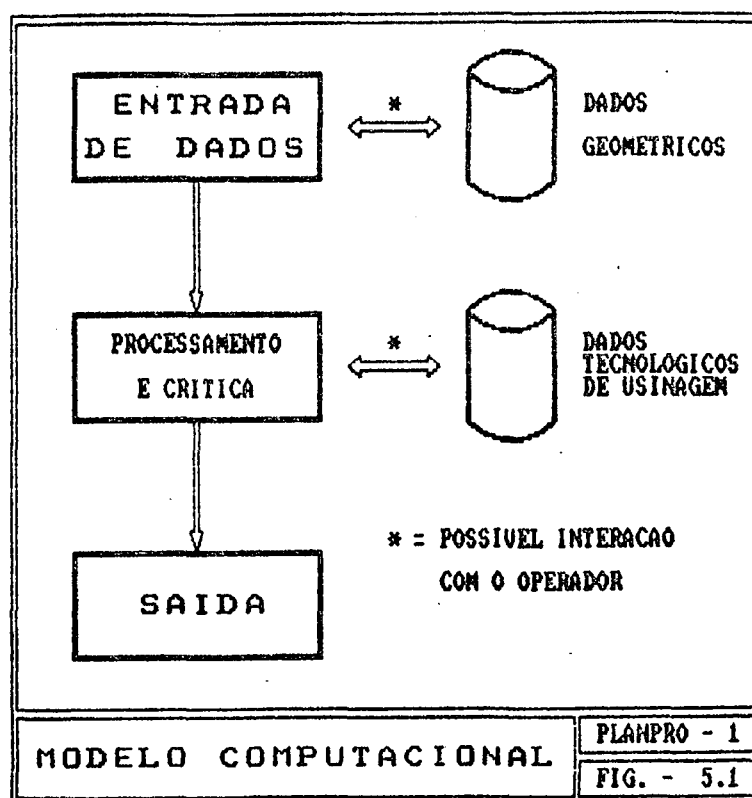 ENTRADA
DE DADOS
*
DADOS
GEOMETRICOS
PROCESSAMENTO
E CRITICA
*
DADOS
TECNOLOGICOS
DE USINAGEM
* = POSSIVEL INTERACAO
COM O OPERADOR
SAIDA
MODELO COMPUTACIONAL
PLANPRO - 1
FIG. - 5.1